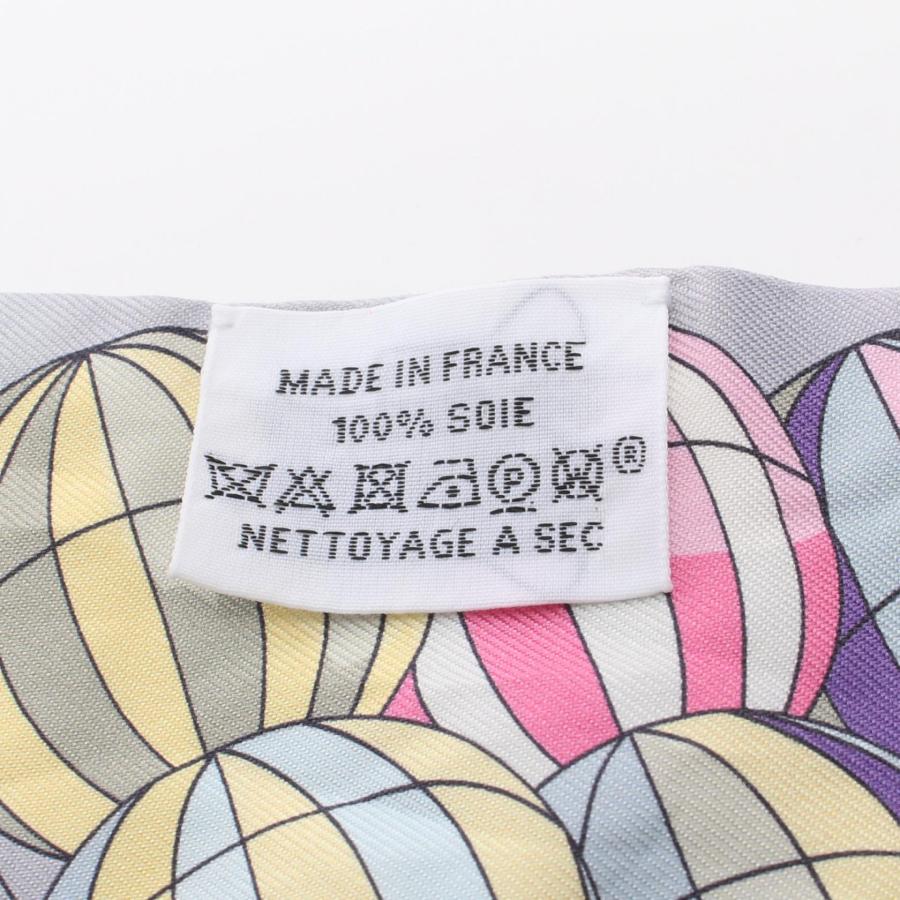 MADE IN FRANCE
100% SOIE
P ®
NETTOYAGE A SEC